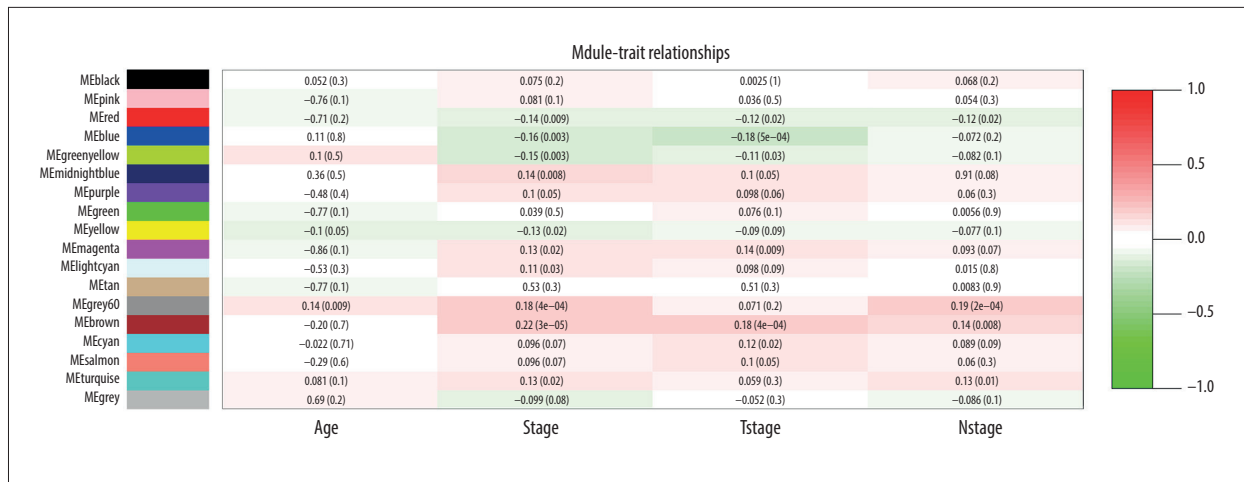 Mdule-trait relationships
MEblack 0.052 (0.3) 0.075 (0.2) 0.0025 (1) 0.068 (0.2)
MEpink −0.76 (0.1) 0.081 (0.1) 0.036 (0.5) 0.054 (0.3)
MEred −0.71 (0.2) −0.14 (0.009) −0.12 (0.02) −0.12 (0.02)
MEblue 0.11 (0.8) −0.16 (0.003) −0.18 (5e−04) −0.072 (0.2)
MEgreenyellow 0.1 (0.5) −0.15 (0.003) −0.11 (0.03) −0.082 (0.1)
MEmidnightblue 0.36 (0.5) 0.14 (0.008) 0.1 (0.05) 0.91 (0.08)
MEpurple −0.48 (0.4) 0.1 (0.05) 0.098 (0.06) 0.06 (0.3)
MEgreen −0.77 (0.1) 0.039 (0.5) 0.076 (0.1) 0.0056 (0.9)
MEyellow −0.1 (0.05) −0.13 (0.02) −0.09 (0.09) −0.077 (0.1)
MEmagenta −0.86 (0.1) 0.13 (0.02) 0.14 (0.009) 0.093 (0.07)
MElightcyan −0.53 (0.3) 0.11 (0.03) 0.098 (0.09) 0.015 (0.8)
MEtan −0.77 (0.1) 0.53 (0.3) 0.51 (0.3) 0.0083 (0.9)
MEgrey60 0.14 (0.009) 0.18 (4e−04) 0.071 (0.2) 0.19 (2e−04)
MEbrown −0.20 (0.7) 0.22 (3e−05) 0.18 (4e−04) 0.14 (0.008)
MEcyan −0.022 (0.71) 0.096 (0.07) 0.12 (0.02) 0.089 (0.09)
MEsalmon −0.29 (0.6) 0.096 (0.07) 0.1 (0.05) 0.06 (0.3)
MEturquise 0.081 (0.1) 0.13 (0.02) 0.059 (0.3) 0.13 (0.01)
MEgrey 0.69 (0.2) −0.099 (0.08) −0.052 (0.3) −0.086 (0.1)
Age Stage Tstage Nstage
1.0
0.5
0.0
−0.5
−1.0